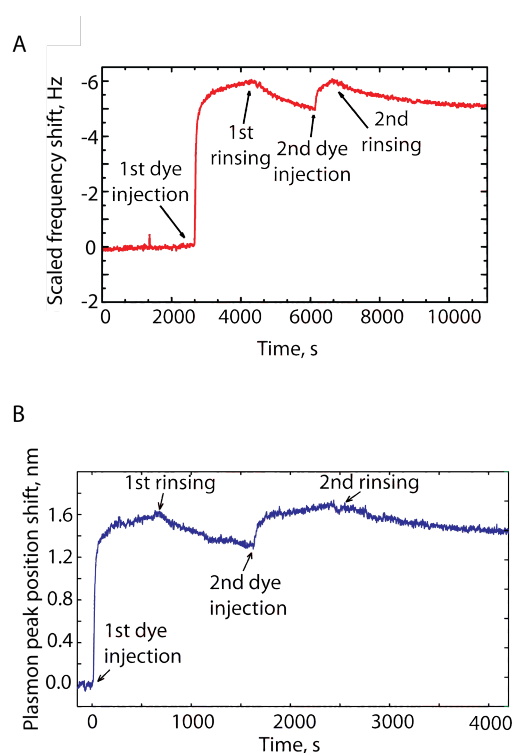 A
Scaled frequency shift, Hz
-6
-4
-2
0
-2
1st dye
injection
1st
rinsing
2nd dye
injection
2nd
rinsing
0 2000 4000 6000 8000 10000
Time, s
B
Plasmon peak position shift, nm
1.6
1.2
0.8
0.4
0.0
1st rinsing
2nd rinsing
2nd dye
injection
1st dye
injection
0 1000 2000 3000 4000
Time, s